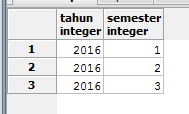 tahun semester
integer integer
1 2016 1
2 2016 2
3 2016 3